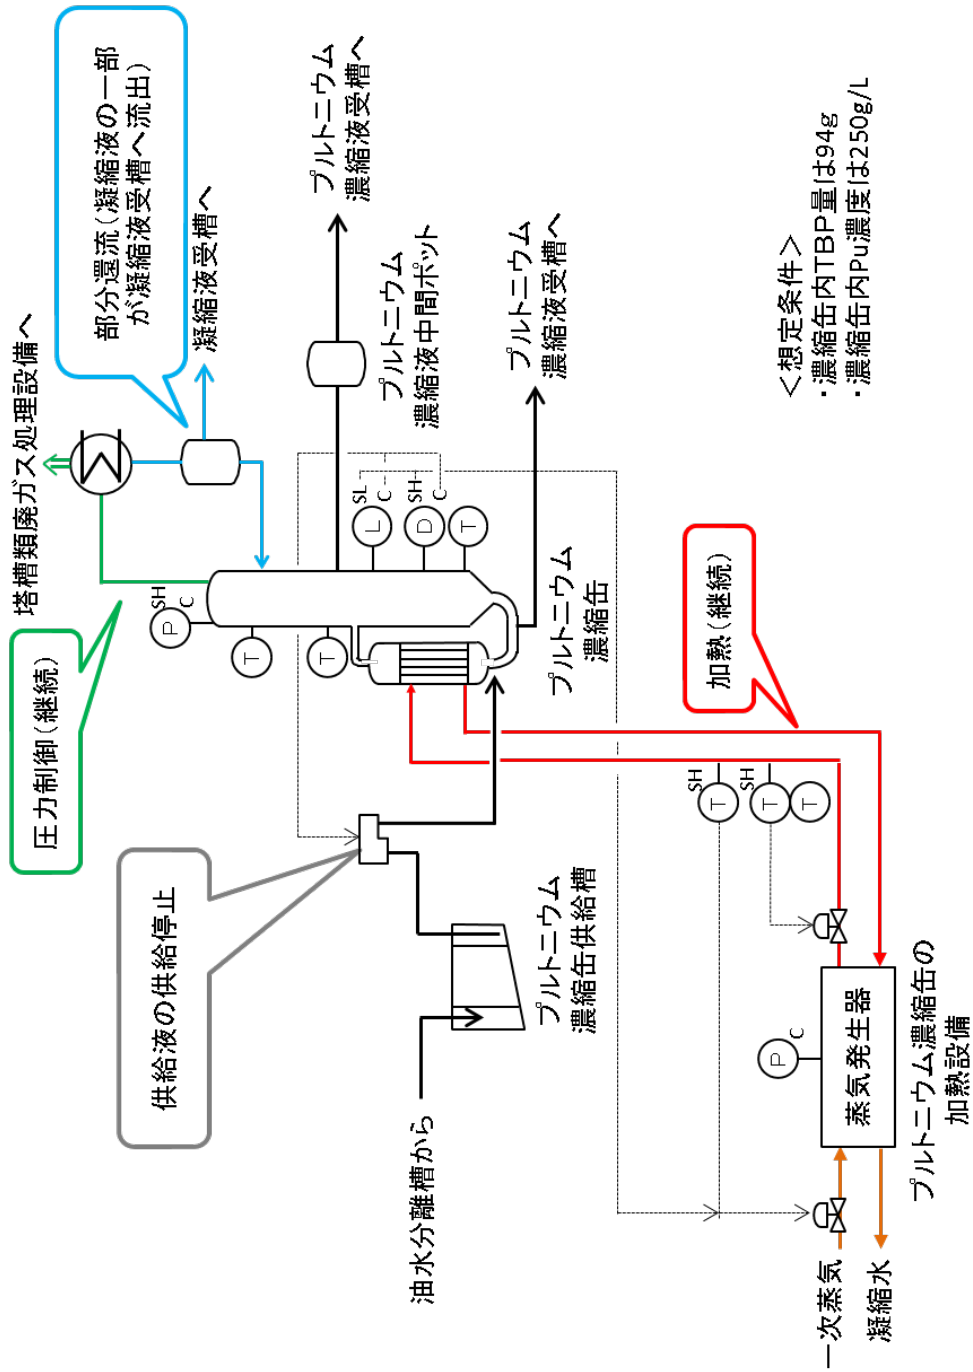 塔槽類廃ガス処理設備へ
圧力制御(継続)
部分還流(凝縮液の一部
が凝縮液受槽へ流出)
供給液の供給停止
P
SH
C
凝縮液受槽へ
T
T
プルトニウム
濃縮液受槽へ
L
SL
C
プルトニウム
濃縮液中間ポット
D
SH
C
T
油水分離槽から
プルトニウム
濃縮液受槽へ
プルトニウム
濃縮缶供給槽
プルトニウム
濃縮缶
加熱(継続)
T
SH
T
SH
T
P
C
<想定条件>
・濃縮缶内TBP量は94g
・濃縮缶内Pu濃度は250g/L
一次蒸気
蒸気発生器
凝縮水
プルトニウム濃縮缶の
加熱設備